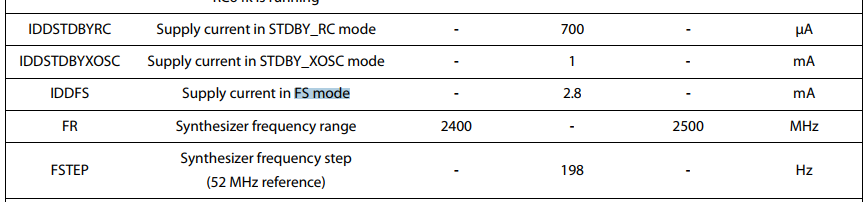 IDDSTDBYRC Supply current in STDBY_RC mode - 700 - µA
IDDSTDBYXOSC Supply current in STDBY_XOSC mode - 1 - mA
IDDFS Supply current in FS mode - 2.8 - mA
FR Synthesizer frequency range 2400 - 2500 MHz
Synthesizer frequency step
FSTEP - 198 - Hz
(52 MHz reference)